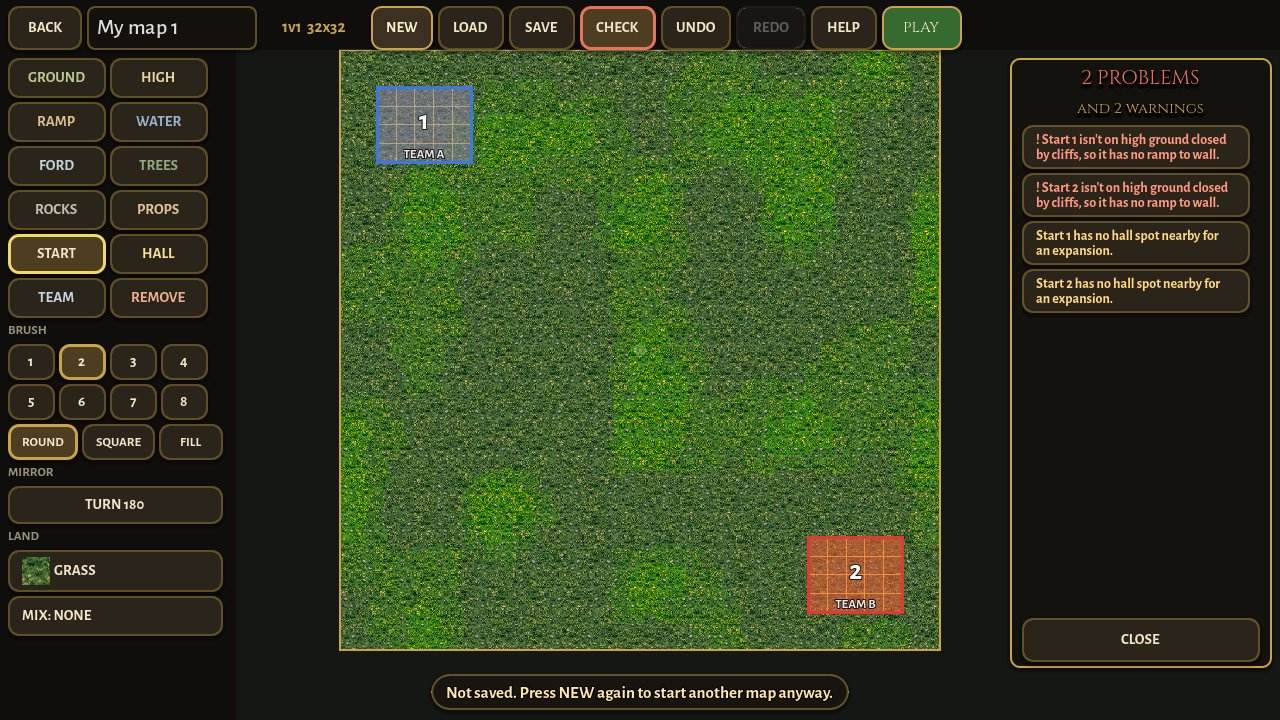 BACK
My map 1
1V1 32X32
NEW
LOAD
SAVE
CHECK
UNDO
REDO
HELP
PLAY
GROUND
HIGH
RAMP
WATER
FORD
TREES
ROCKS
PROPS
START
HALL
TEAM
REMOVE
BRUSH
1
2
3
4
5
6
7
8
ROUND
SQUARE
FILL
MIRROR
TURN 180
LAND
GRASS
MIX: NONE
1
TEAM A
2
TEAM B
2 PROBLEMS
AND 2 WARNINGS
! Start 1 isn't on high ground closed
by cliffs, so it has no ramp to wall.
! Start 2 isn't on high ground closed
by cliffs, so it has no ramp to wall.
Start 1 has no hall spot nearby for
an expansion.
Start 2 has no hall spot nearby for
an expansion.
CLOSE
Not saved. Press NEW again to start another map anyway.